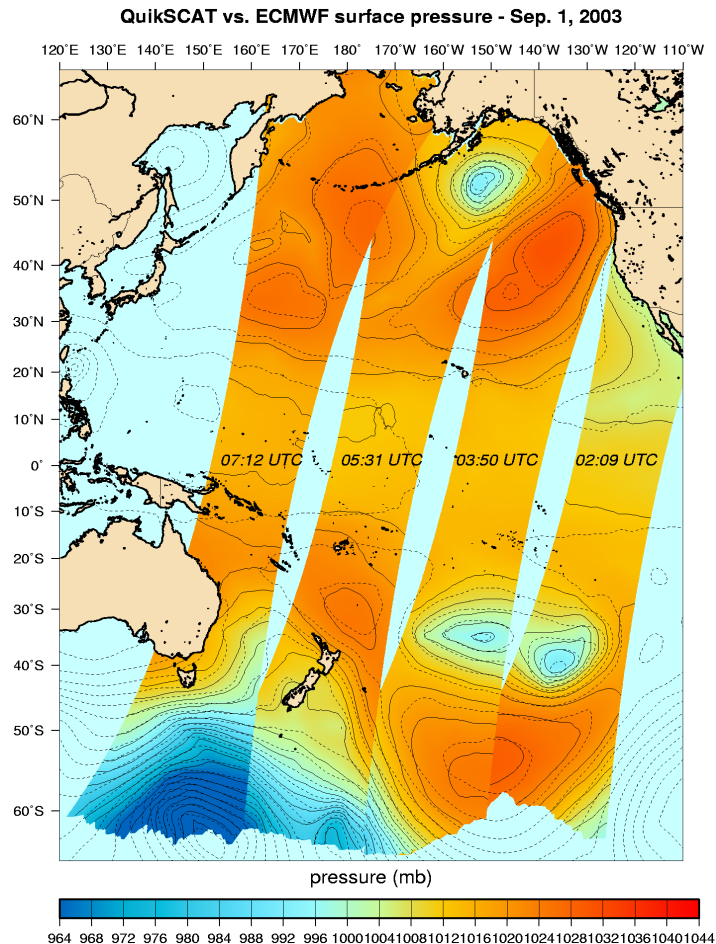 QuikSCAT vs. ECMWF surface pressure - Sep. 1, 2003
120°E 130°E 140°E 150°E 160°E 170°E 180°W 170°W 160°W 150°W 140°W 130°W 120°W 110°W
60°N
50°N
40°N
30°N
20°N
10°N
0°
07:12 UTC 05:31 UTC 03:50 UTC 02:09 UTC
10°S
20°S
30°S
40°S
50°S
60°S
pressure (mb)
964 968 972 976 980 984 988 992 996 1000 1004 1008 1012 1016 1020 1024 1028 1032 1036 1040 1044